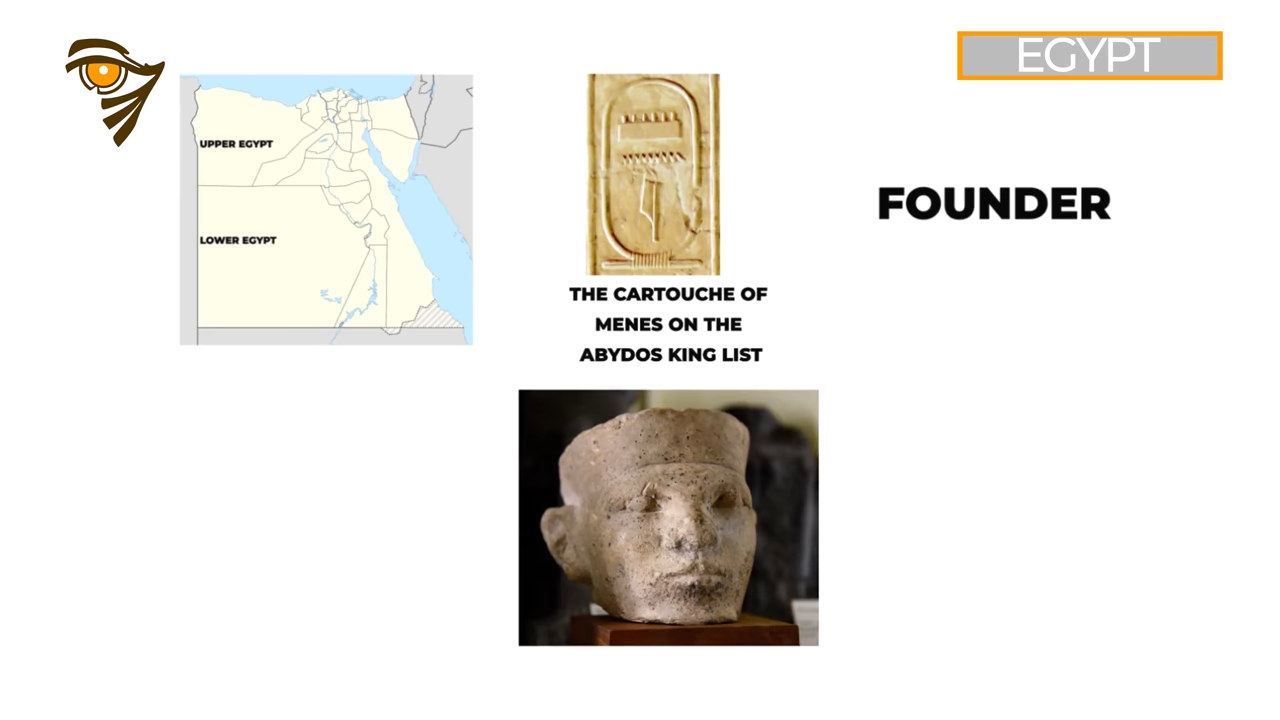 EGYPT
UPPER EGYPT
LOWER EGYPT
FOUNDER
THE CARTOUCHE OF
MENES ON THE
ABYDOS KING LIST